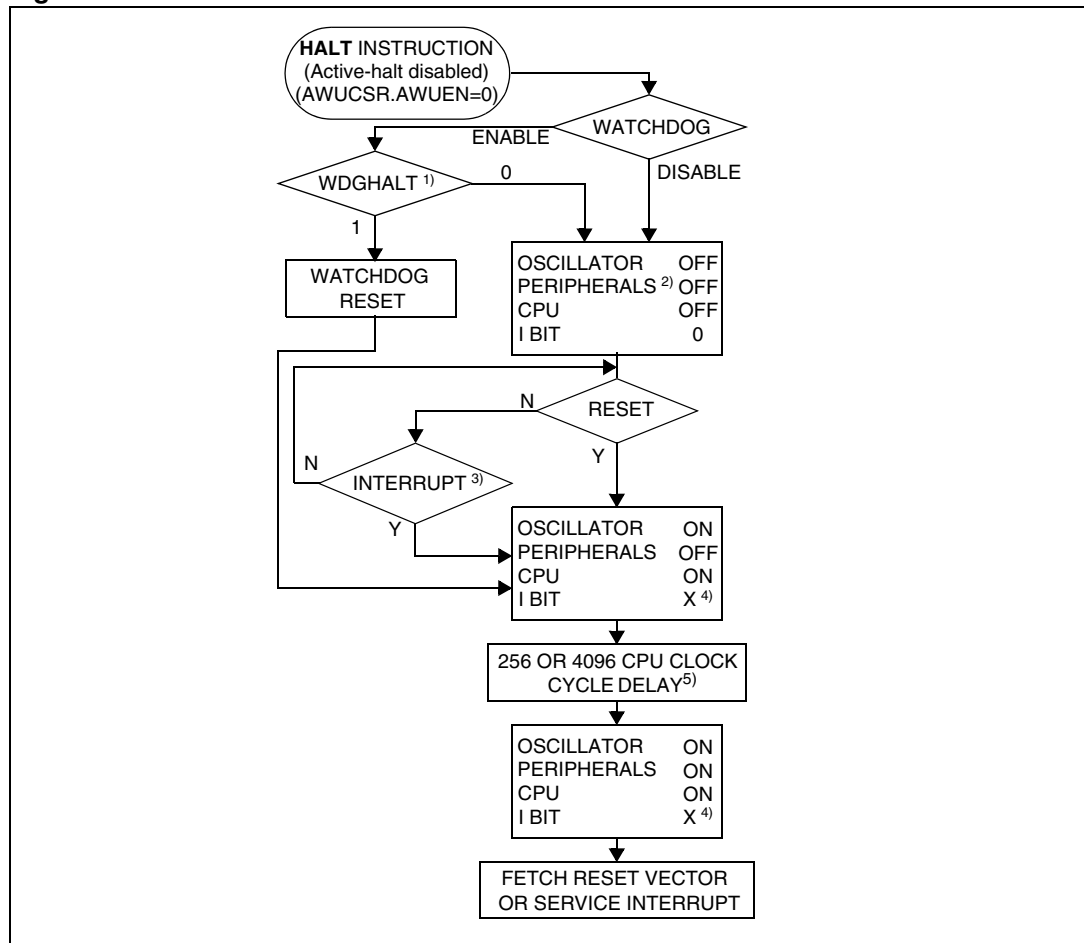 HALT INSTRUCTION
(Active-halt disabled)
(AWUCSR.AWUEN=0)
WATCHDOG
ENABLE
DISABLE
WDGHALT 1)
0
1
WATCHDOG
RESET
OSCILLATOR OFF
PERIPHERALS 2) OFF
CPU OFF
I BIT 0
RESET
N
Y
INTERRUPT 3)
N
Y
OSCILLATOR ON
PERIPHERALS OFF
CPU ON
I BIT X 4)
256 OR 4096 CPU CLOCK
CYCLE DELAY5)
OSCILLATOR ON
PERIPHERALS ON
CPU ON
I BIT X 4)
FETCH RESET VECTOR
OR SERVICE INTERRUPT